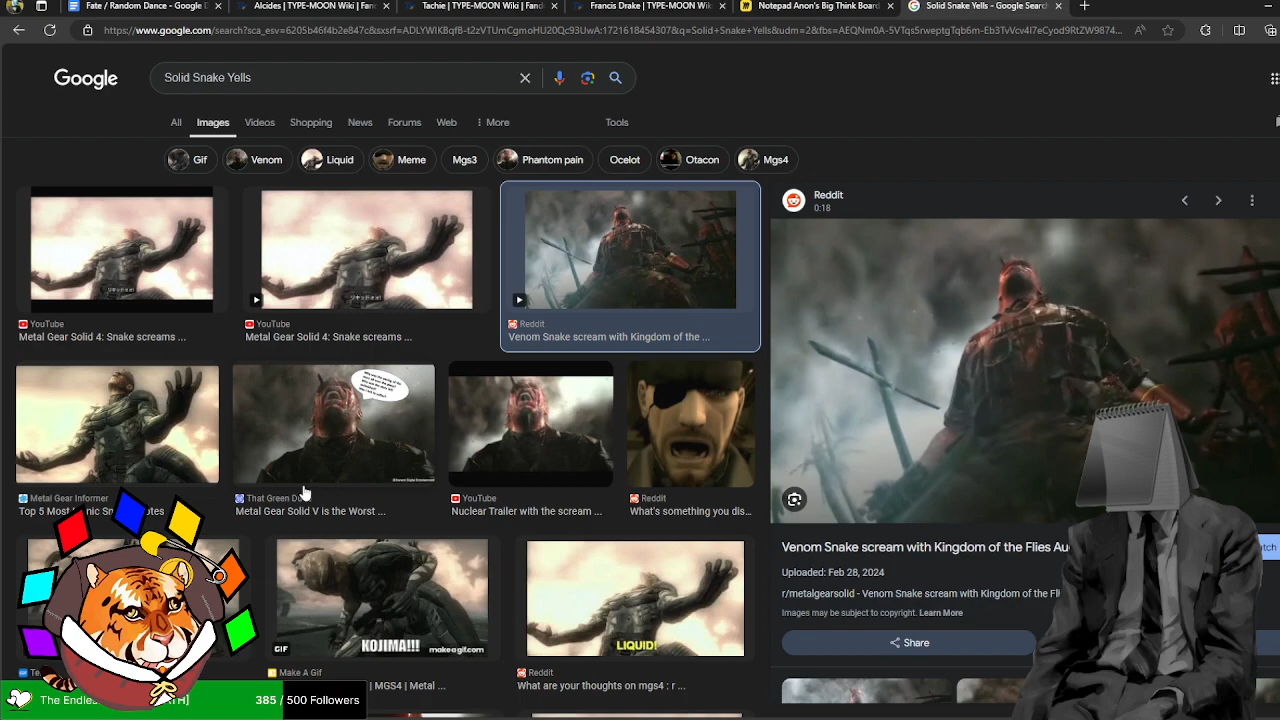 Fate / Random Dance - Google D
Alcides | TYPE-MOON Wiki | Fand
Tachie | TYPE-MOON Wiki | Fand
Francis Drake | TYPE-MOON Wiki |
Notepad Anon's Big Think Board
Solid Snake Yells - Google Search
Google
Solid Snake Yells
All
Images
Videos
Shopping
News
Forums
Web
More
Tools
Gif
Venom
Liquid
Meme
Mgs3
Phantom pain
Ocelot
Otacon
Mgs4
YouTube
Metal Gear Solid 4: Snake screams ...
YouTube
Metal Gear Solid 4: Snake screams ...
Reddit
Venom Snake scream with Kingdom of the ...
Reddit
0:18
Metal Gear Informer
Top 5 Most
That Green Du
Metal Gear Solid V is the Worst ...
YouTube
Nuclear Trailer with the scream ...
Reddit
What's something you dis...
Venom Snake scream with Kingdom of the Flies Au
Uploaded: Feb 28, 2024
r/metalgearsolid - Venom Snake scream with Kingdom of the Fli
Images may be subject to copyright. Learn More
Share
GIF
KOJIMA!!!
makeagif.com
LIQUID!
Make A Gif
| MGS4 | Metal ...
Reddit
What are your thoughts on mgs4 : r ...
The Endles
385 / 500 Followers